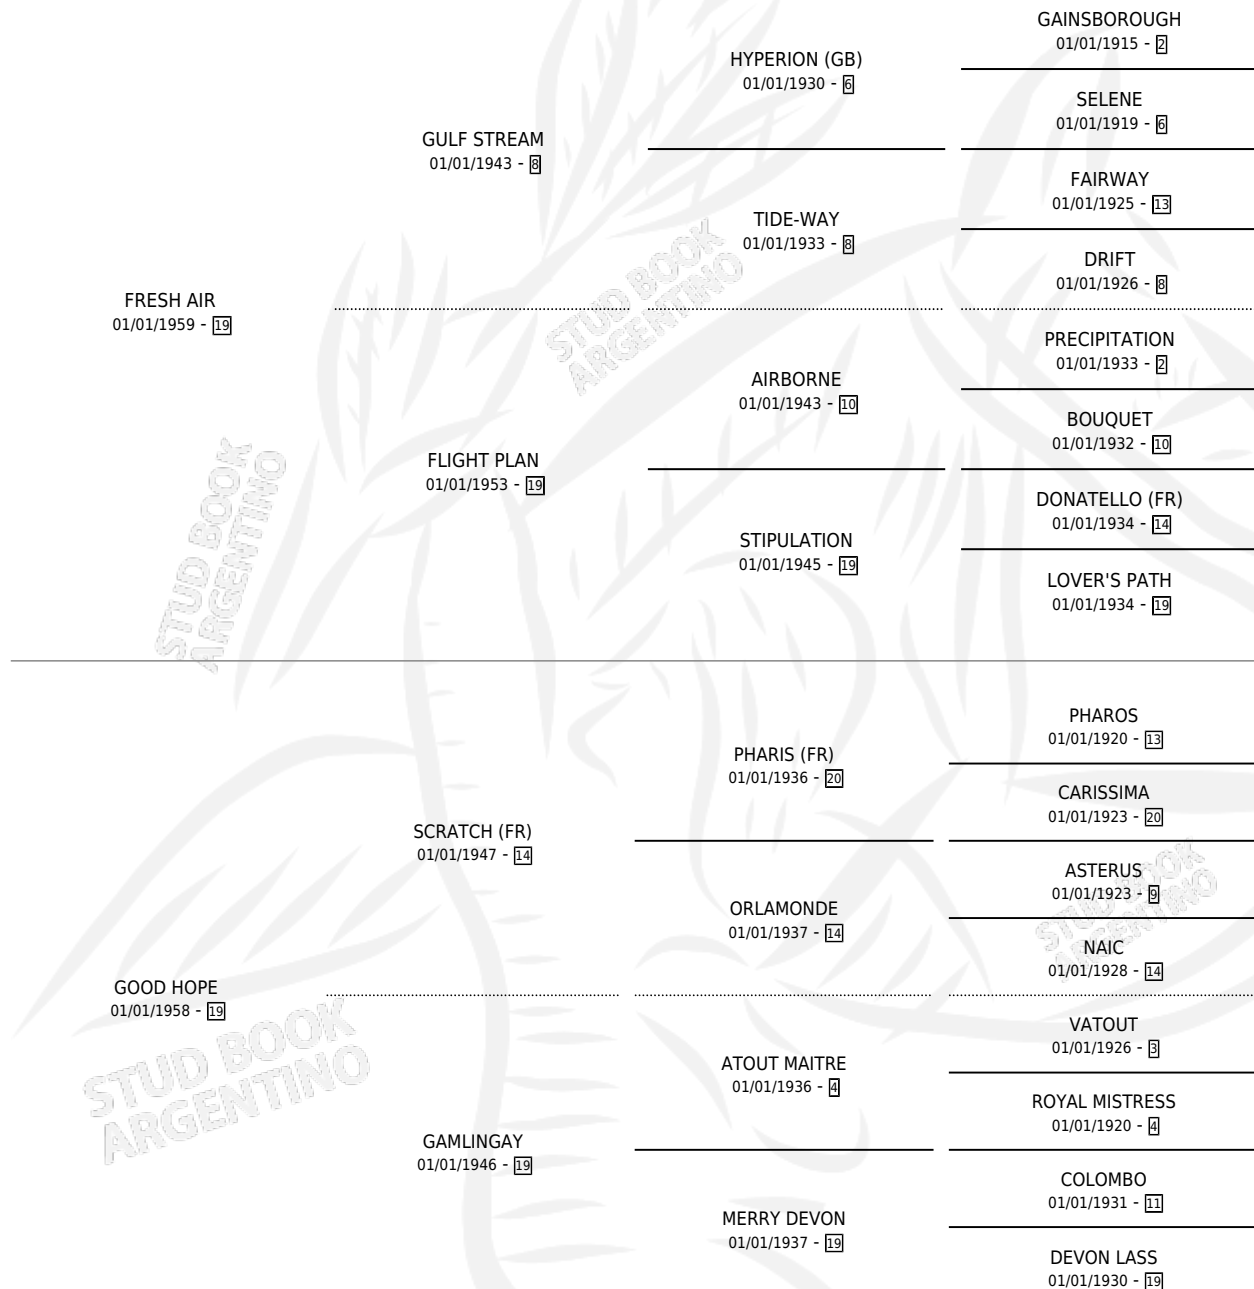 GAINSBOROUGH
01/01/1915 - 2
HYPERION (GB)
01/01/1930 - 6
SELENE
01/01/1919 - 6
GULF STREAM
01/01/1943 - 8
FAIRWAY
01/01/1925 - 13
TIDE-WAY
01/01/1933 - 8
DRIFT
01/01/1926 - 8
FRESH AIR
01/01/1959 - 19
STUD BOOK
ARGENTINO
PRECIPITATION
01/01/1933 - 2
AIRBORNE
01/01/1943 - 10
BOUQUET
01/01/1932 - 10
FLIGHT PLAN
01/01/1953 - 19
DONATELLO (FR)
01/01/1934 - 14
STIPULATION
01/01/1945 - 19
LOVER'S PATH
01/01/1934 - 19
STUD BOOK
ARGENTINO
PHAROS
01/01/1920 - 13
PHARIS (FR)
01/01/1936 - 20
CARISSIMA
01/01/1923 - 20
SCRATCH (FR)
01/01/1947 - 14
ASTERUS
01/01/1923 - 9
ORLAMONDE
01/01/1937 - 14
NAIC
01/01/1928 - 14
STUD BOOK
ARGENTINO
GOOD HOPE
01/01/1958 - 19
VATOUT
01/01/1926 - 3
ATOUT MAITRE
01/01/1936 - 4
ROYAL MISTRESS
01/01/1920 - 4
STUD BOOK
ARGENTINO
GAMLINGAY
01/01/1946 - 19
COLOMBO
01/01/1931 - 11
MERRY DEVON
01/01/1937 - 19
DEVON LASS
01/01/1930 - 19